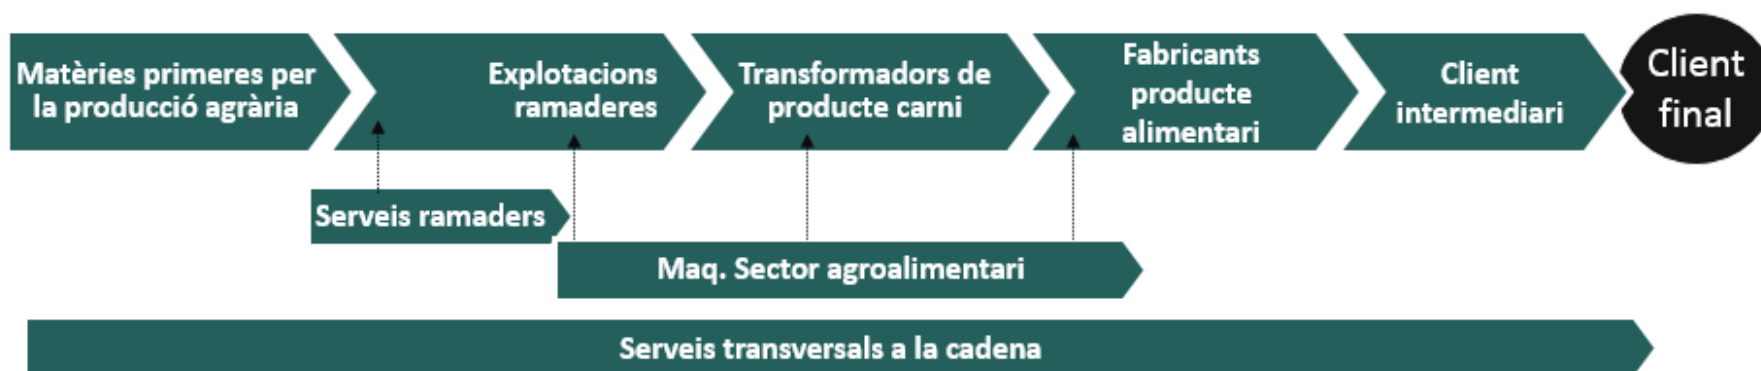 Matèries primeres per
la producció agrària
Explotacions
ramaderes
Transformadors de
producte carni
Fabricants
producte
alimentari
Client
intermediari
Client
final
Serveis ramaders
Maq. Sector agroalimentari
Serveis transversals a la cadena